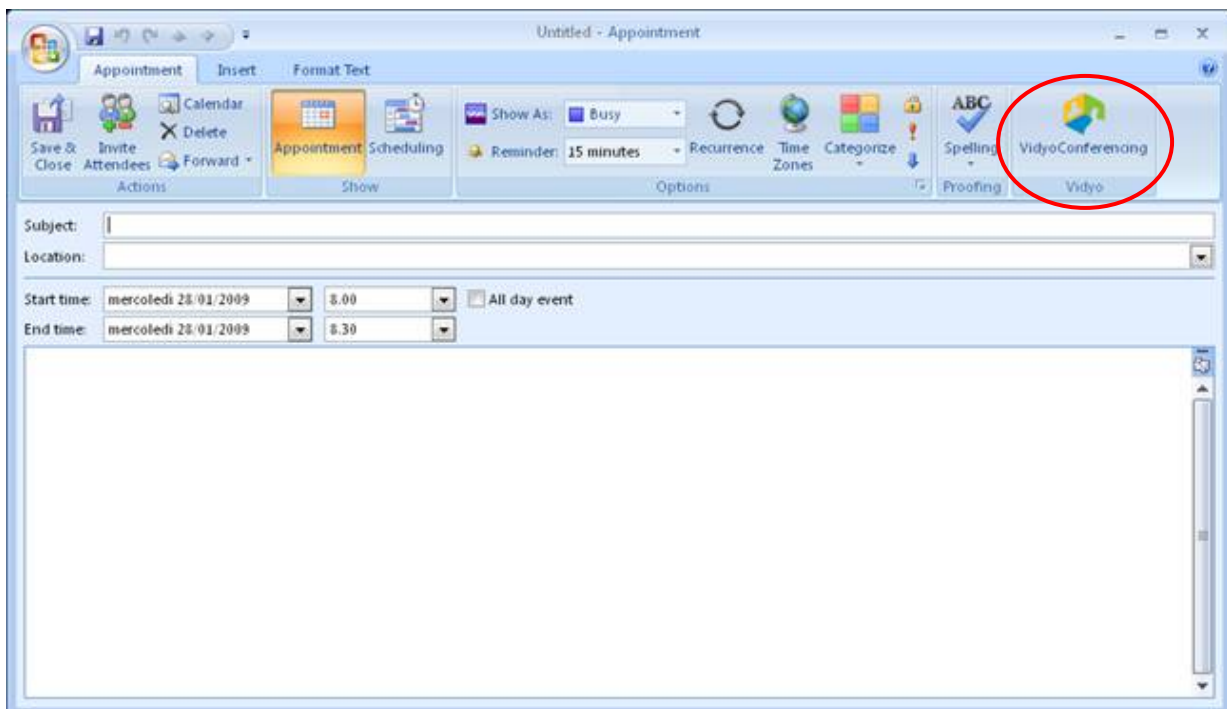 Untitled - Appointment
Appointment Insert Format Text
Save & Close
Invite Attendees
Calendar
Delete
Forward
Actions
Appointment
Scheduling
Show
Show As: Busy
Reminder: 15 minutes
Recurrence
Time Zones
Categorize
Options
ABC
Spelling
Proofing
VidyoConferencing
Vidyo
Subject:
Location:
Start time: mercoledì 28/01/2009 8.00 All day event
End time: mercoledì 28/01/2009 8.30